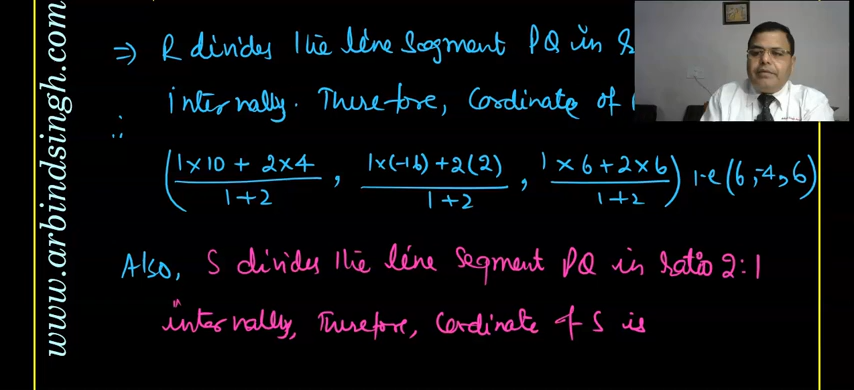 ⇒ R divides the line segment PQ in
internally. Therefore, Cordinate of
∴
(1×10 + 2×4 / 1+2 , 1×(-16) + 2(2) / 1+2 , 1×6 + 2×6 / 1+2) i-e (6, -4, 6)
Also, S divides the line segment PQ in ratio 2:1
internally, Therefore, Cordinate of S is
www.arbindsingh.com